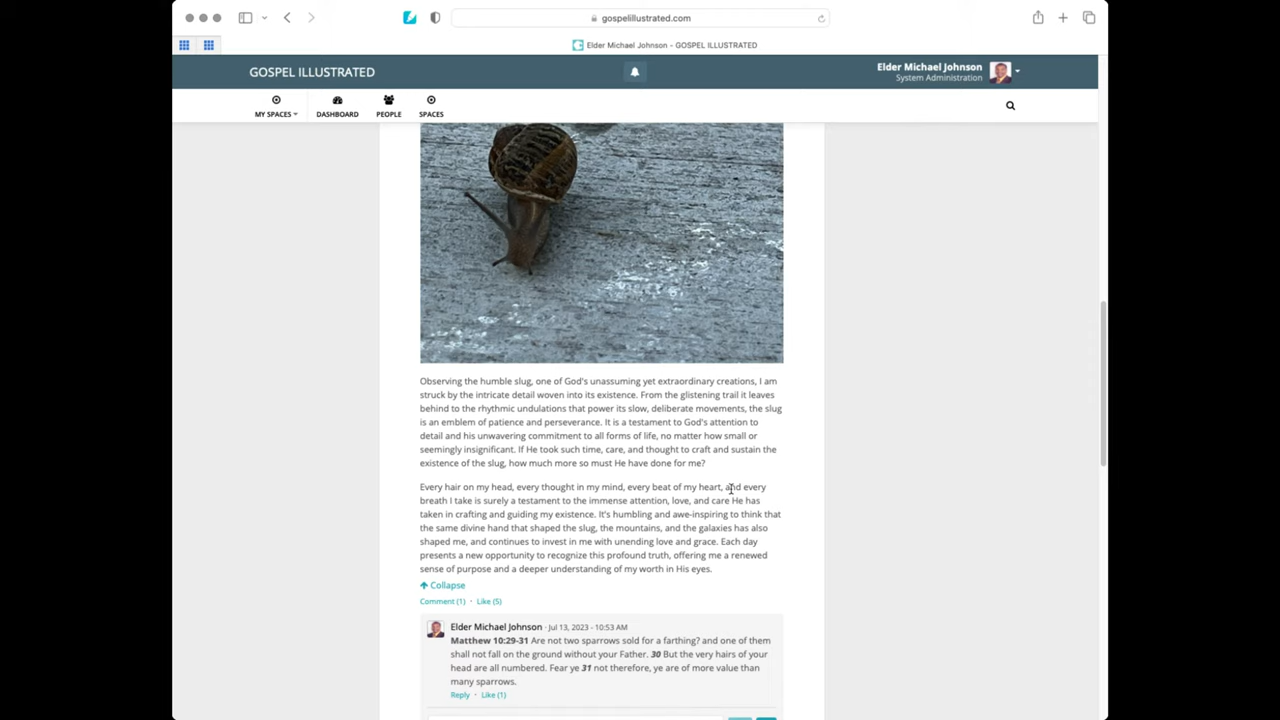 gospelillustrated.com
Elder Michael Johnson - GOSPEL ILLUSTRATED
GOSPEL ILLUSTRATED
Elder Michael Johnson
System Administration
MY SPACES
DASHBOARD
PEOPLE
SPACES
Observing the humble slug, one of God's unassuming yet extraordinary creations, I am
struck by the intricate detail woven into its existence. From the glistening trail it leaves
behind to the rhythmic undulations that power its slow, deliberate movements, the slug
is an emblem of patience and perseverance. It is a testament to God's attention to
detail and his unwavering commitment to all forms of life, no matter how small or
seemingly insignificant. If He took such time, care, and thought to craft and sustain the
existence of the slug, how much more so must He have done for me?
Every hair on my head, every thought in my mind, every beat of my heart, and every
breath I take is surely a testament to the immense attention, love, and care He has
taken in crafting and guiding my existence. It's humbling and awe-inspiring to think that
the same divine hand that shaped the slug, the mountains, and the galaxies has also
shaped me, and continues to invest in me with unending love and grace. Each day
presents a new opportunity to recognize this profound truth, offering me a renewed
sense of purpose and a deeper understanding of my worth in His eyes.
Collapse
Comment (1) · Like (5)
Elder Michael Johnson · Jul 13, 2023 - 10:53 AM
Matthew 10:29-31 Are not two sparrows sold for a farthing? and one of them
shall not fall on the ground without your Father. 30 But the very hairs of your
head are all numbered. Fear ye 31 not therefore, ye are of more value than
many sparrows.
Reply · Like (1)